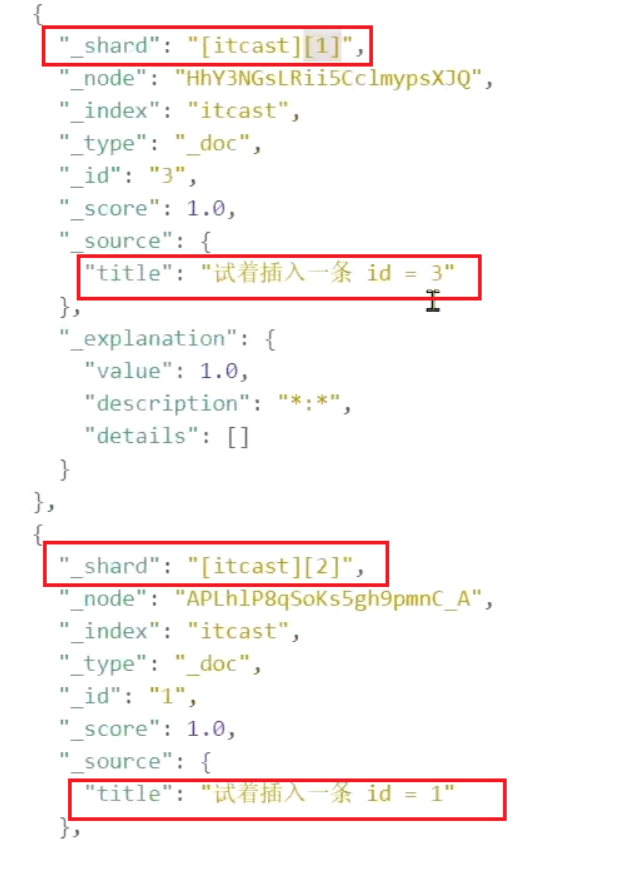 {
"_shard": "[itcast][1]",
"_node": "HhY3NGsLRii5CclmypsXJQ",
"_index": "itcast",
"_type": "_doc",
"_id": "3",
"_score": 1.0,
"_source": {
"title": "试着插入一条 id = 3"
},
"_explanation": {
"value": 1.0,
"description": "*:*",
"details": []
}
},
{
"_shard": "[itcast][2]",
"_node": "APLhlP8qSoKs5gh9pmnC_A",
"_index": "itcast",
"_type": "_doc",
"_id": "1",
"_score": 1.0,
"_source": {
"title": "试着插入一条 id = 1"
},